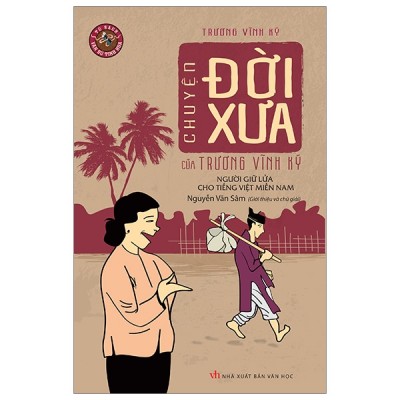 TRƯƠNG VĨNH KÝ
CHUYỆN
ĐỜI
XƯA
CỦA TRƯƠNG VĨNH KÝ
NGƯỜI GIỮ LỬA
CHO TIẾNG VIỆT MIỀN NAM
Nguyễn Văn Sâm (Giới thiệu và chú giải)
NHÀ XUẤT BẢN VĂN HỌC